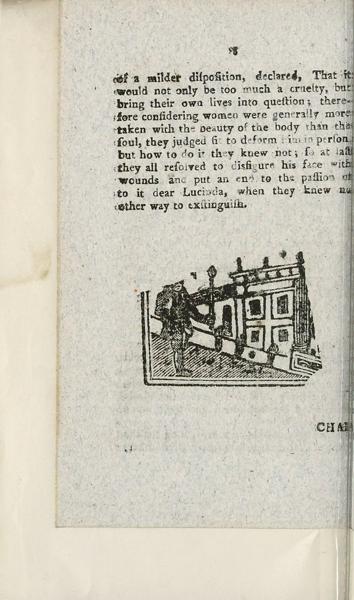 8
of a milder diſpoſition, declared, That it
would not only be too much a cruelty, but
bring their own lives into queſtion; there-
fore conſidering women were generally more
taken with the beauty of the body than the
ſoul, they judged fit to deform him in perſon,
but how to do it they knew not; ſo at laſt
they all reſolved to disfigure his face with
wounds and put an end to the paſſion of
to it dear Lucinda, when they knew no
other way to extinguiſh.
CHAP